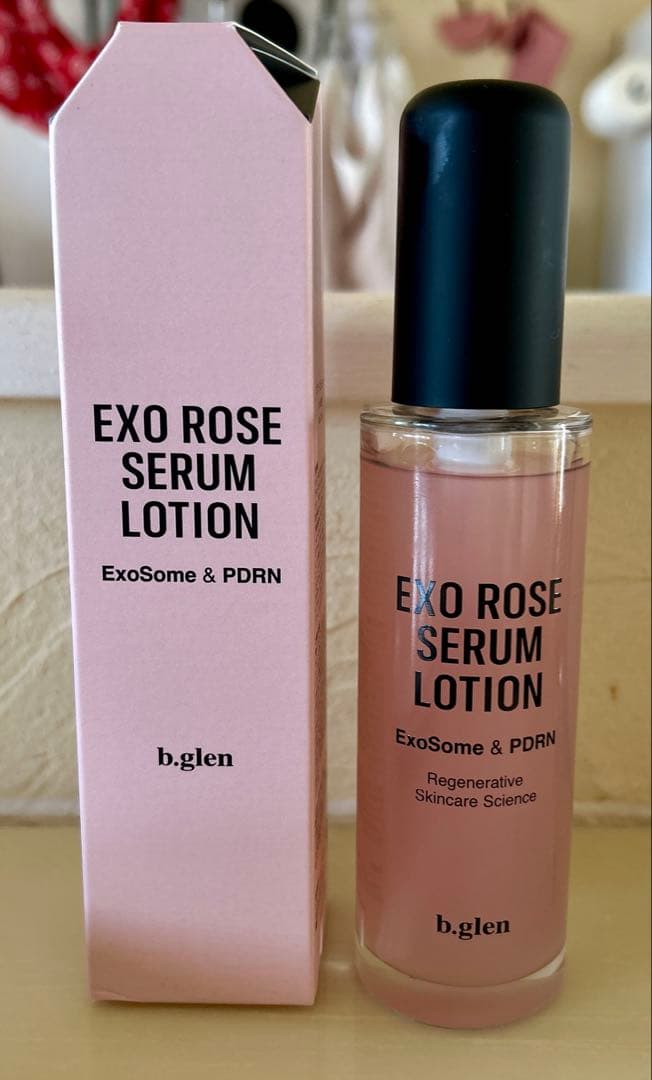 EXO ROSE
SERUM
LOTION
ExoSome & PDRN
b.glen
EXO ROSE
SERUM
LOTION
ExoSome & PDRN
Regenerative
Skincare Science
b.glen